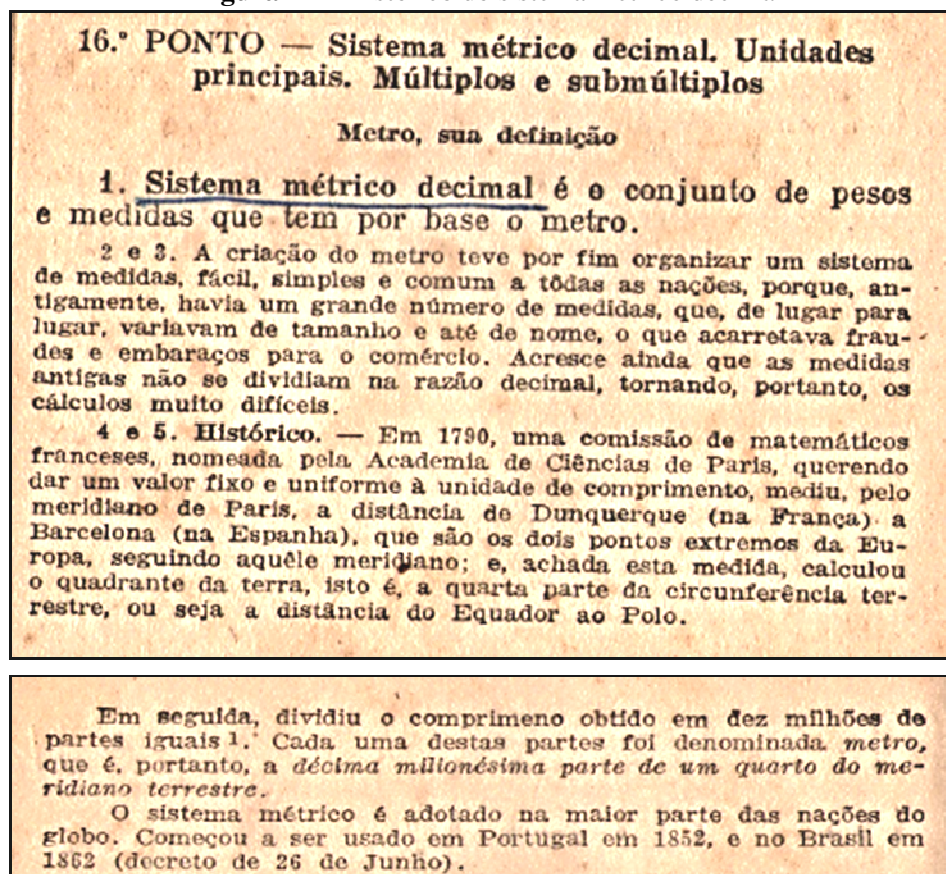 16.º PONTO — Sistema métrico decimal. Unidades
principais. Múltiplos e submúltiplos
Metro, sua definição
1. Sistema métrico decimal é o conjunto de pesos
e medidas que tem por base o metro.
2 e 3. A criação do metro teve por fim organizar um sistema
de medidas, fácil, simples e comum a tôdas as nações, porque, an-
tigamente, havia um grande número de medidas, que, de lugar para
lugar, variavam de tamanho e até de nome, o que acarretava frau-
des e embaraços para o comércio. Acresce ainda que as medidas
antigas não se dividiam na razão decimal, tornando, portanto, os
cálculos muito difíceis.
4 e 5. Histórico. — Em 1790, uma comissão de matemáticos
franceses, nomeada pela Academia de Ciências de Paris, querendo
dar um valor fixo e uniforme à unidade de comprimento, mediu, pelo
meridiano de Paris, a distância de Dunquerque (na França) a
Barcelona (na Espanha), que são os dois pontos extremos da Eu-
ropa, seguindo aquêle meridiano; e, achada esta medida, calculou
o quadrante da terra, isto é, a quarta parte da circunferência ter-
restre, ou seja a distância do Equador ao Polo.
Em seguida, dividiu o comprimeno obtido em dez milhões de
partes iguais 1. Cada uma destas partes foi denominada metro,
que é, portanto, a décima milionésima parte de um quarto do me-
ridiano terrestre.
O sistema métrico é adotado na maior parte das nações do
globo. Começou a ser usado em Portugal em 1852, e no Brasil em
1862 (decreto de 26 de Junho).